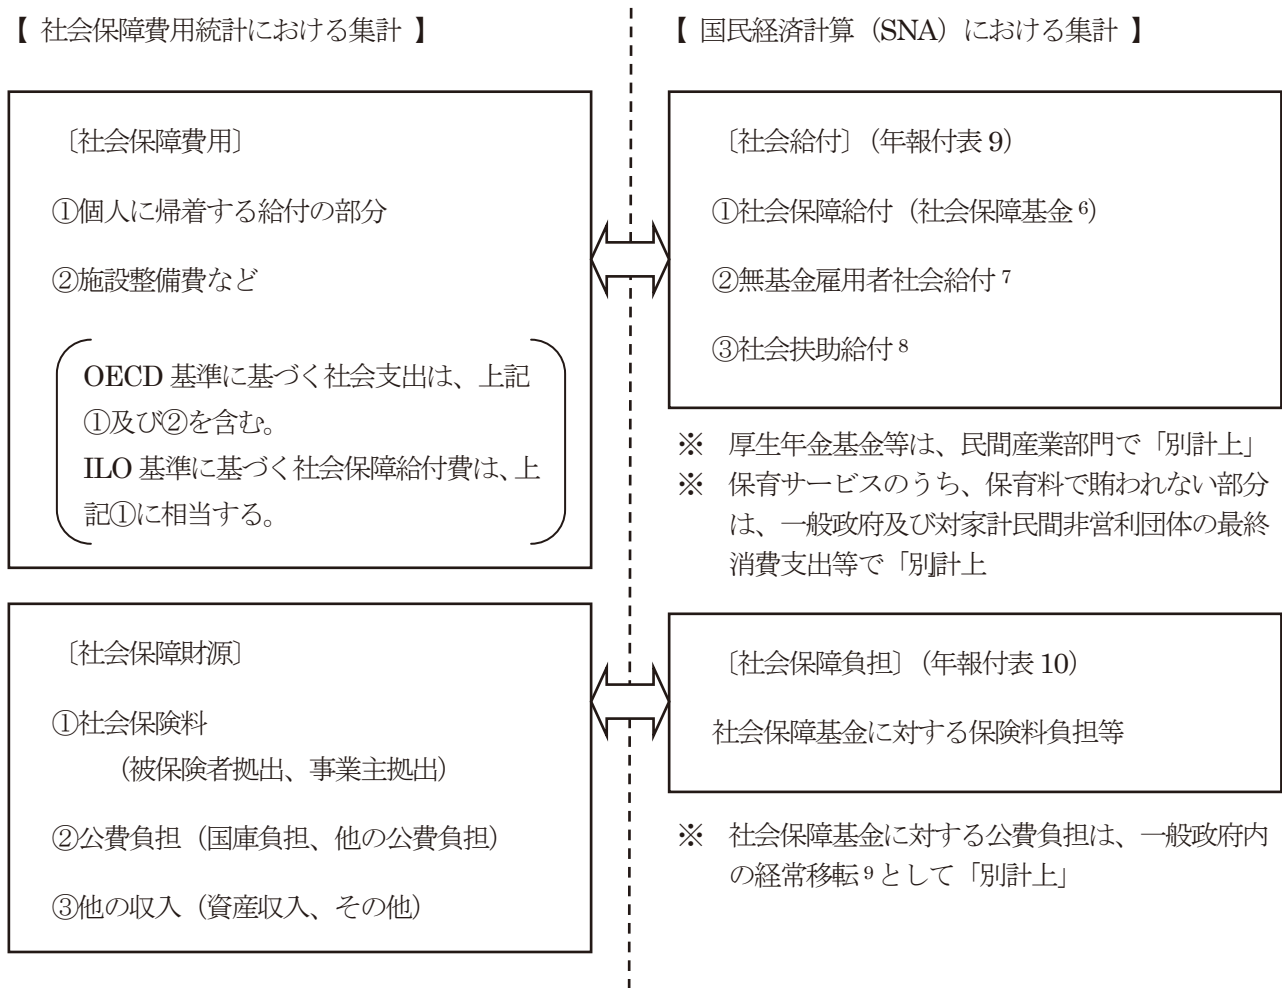 【 社会保障費用統計における集計 】
〔社会保障費用〕
①個人に帰着する給付の部分
②施設整備費など
OECD 基準に基づく社会支出は、上記
①及び②を含む。
ILO 基準に基づく社会保障給付費は、上
記①に相当する。
〔社会保障財源〕
①社会保険料
（被保険者拠出、事業主拠出）
②公費負担（国庫負担、他の公費負担）
③他の収入（資産収入、その他）
【 国民経済計算（SNA）における集計 】
〔社会給付〕（年報付表 9）
①社会保障給付（社会保障基金 6）
②無基金雇用者社会給付 7
③社会扶助給付 8
※ 厚生年金基金等は、民間産業部門で「別計上」
※ 保育サービスのうち、保育料で賄われない部分
は、一般政府及び対家計民間非営利団体の最終
消費支出等で「別計上
〔社会保障負担〕（年報付表 10）
社会保障基金に対する保険料負担等
※ 社会保障基金に対する公費負担は、一般政府内
の経常移転 9 として「別計上」